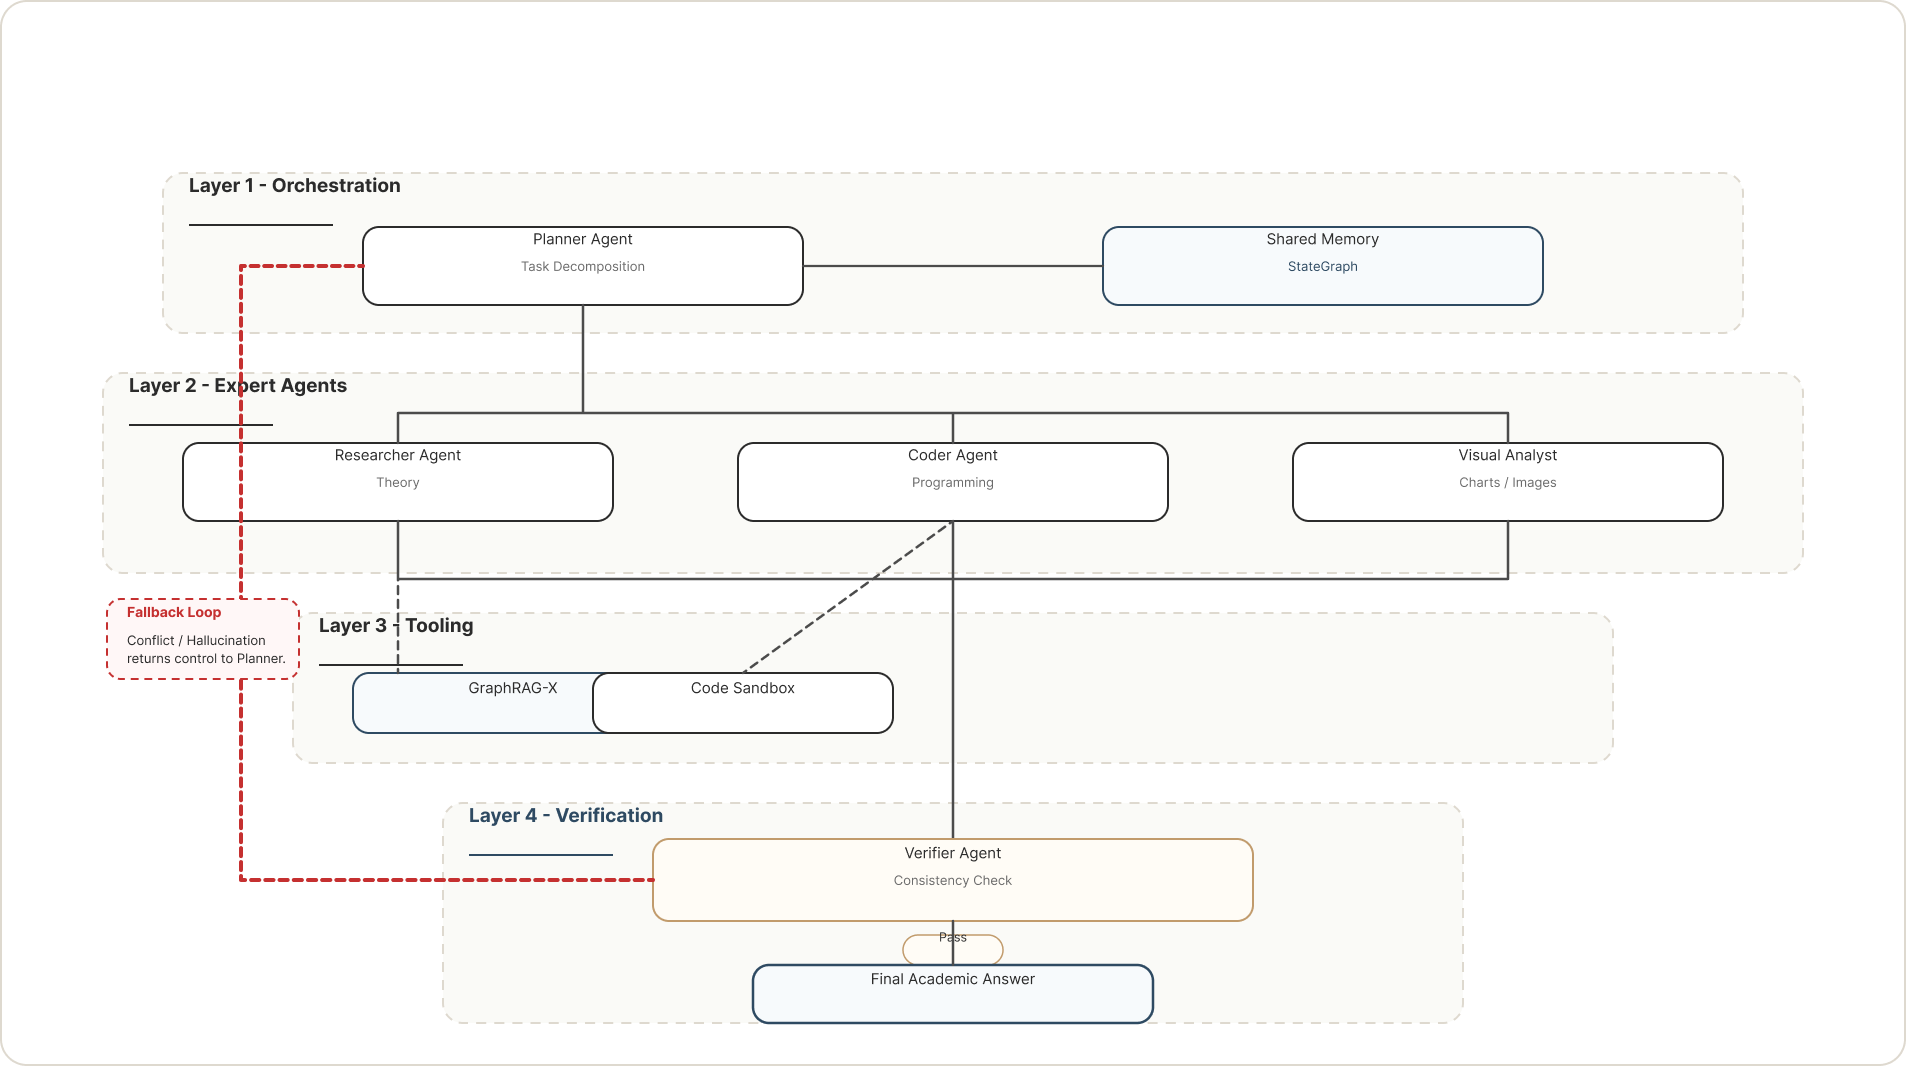 Layer 1 - Orchestration
Planner Agent
Task Decomposition
Shared Memory
StateGraph
Layer 2 - Expert Agents
Researcher Agent
Theory
Coder Agent
Programming
Visual Analyst
Charts / Images
Fallback Loop
Conflict / Hallucination
returns control to Planner.
Layer 3 - Tooling
GraphRAG-X
Code Sandbox
Layer 4 - Verification
Verifier Agent
Consistency Check
Pass
Final Academic Answer